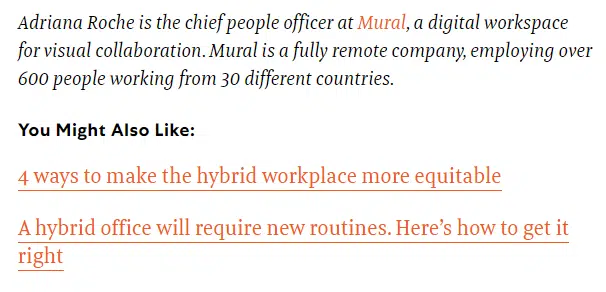 Adriana Roche is the chief people officer at Mural, a digital workspace
for visual collaboration. Mural is a fully remote company, employing over
600 people working from 30 different countries.
You Might Also Like:
4 ways to make the hybrid workplace more equitable
A hybrid office will require new routines. Here’s how to get it
right